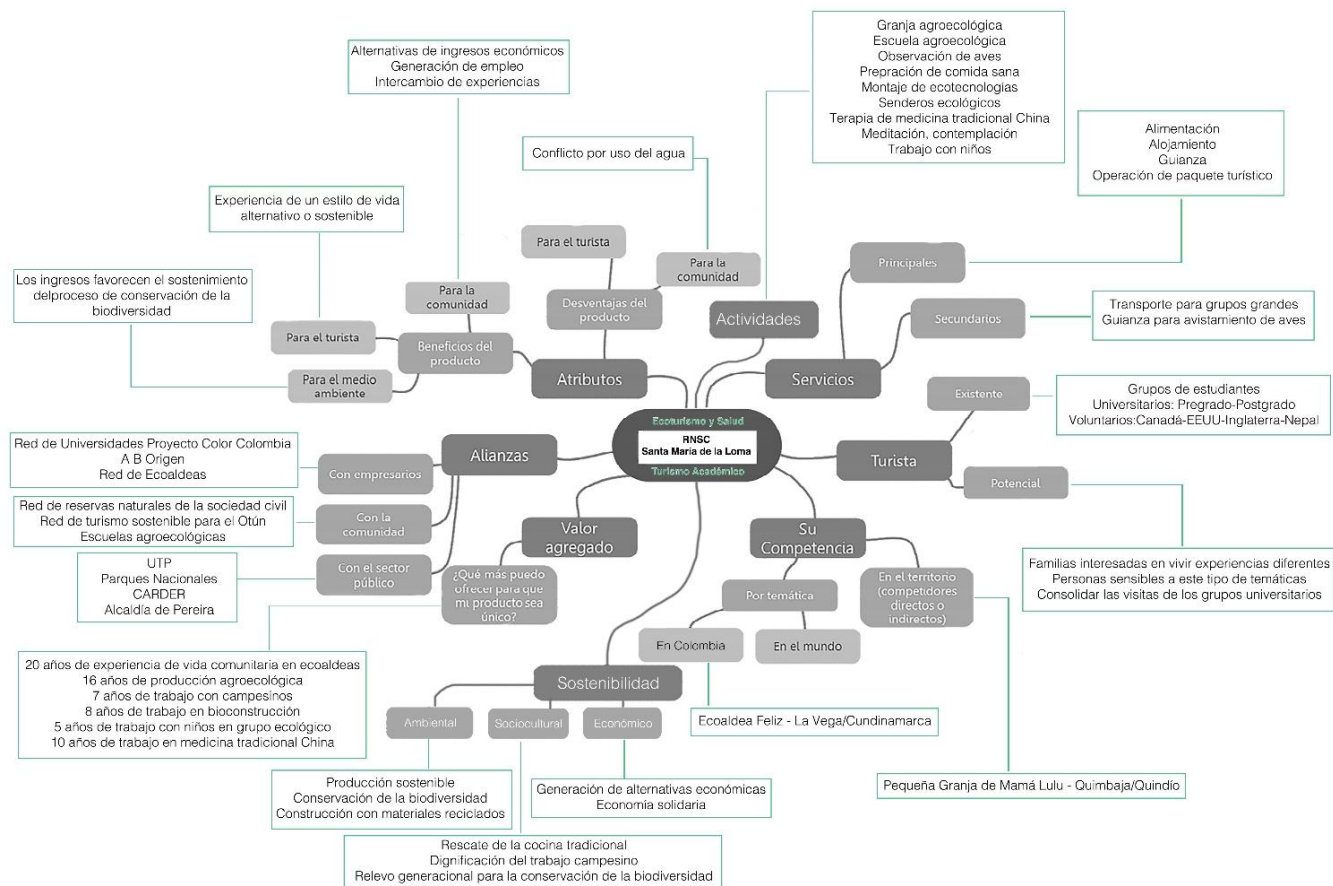 Granja agroecológica
Escuela agroecológica
Observación de aves
Prepración de comida sana
Montaje de ecotecnologías
Senderos ecológicos
Terapia de medicina tradicional China
Meditación, contemplación
Trabajo con niños
Alternativas de ingresos económicos
Generación de empleo
Intercambio de experiencias
Alimentación
Alojamiento
Guianza
Operación de paquete turístico
Conflicto por uso del agua
Experiencia de un estilo de vida
alternativo o sostenible
Los ingresos favorecen el sostenimiento
delproceso de conservación de la
biodiversidad
Para el turista
Para la
comunidad
Principales
Para la
comunidad
Desventajas del
producto
Actividades
Secundarios
Transporte para grupos grandes
Guianza para avistamiento de aves
Para el turista
Beneficios del
producto
Para el medio
ambiente
Atributos
Servicios
Existente
Grupos de estudiantes
Universitarios: Pregrado-Postgrado
Voluntarios:Canadá-EEUU-Inglaterra-Nepal
Ecoturismo y Salud
RNSC
Santa María de la Loma
Turismo Académico
Red de Universidades Proyecto Color Colombia
A B Origen
Red de Ecoaldeas
Con empresarios
Alianzas
Turista
Potencial
Red de reservas naturales de la sociedad civil
Red de turismo sostenible para el Otún
Escuelas agroecológicas
Con la
comunidad
Valor
agregado
Su
Competencia
UTP
Parques Nacionales
CARDER
Alcaldía de Pereira
Con el sector
público
¿Qué más puedo
ofrecer para que
mi producto sea
único?
Por temática
En el territorio
(competidores
directos o
indirectos)
Familias interesadas en vivir experiencias diferentes
Personas sensibles a este tipo de temáticas
Consolidar las visitas de los grupos universitarios
En Colombia
En el mundo
20 años de experiencia de vida comunitaria en ecoaldeas
16 años de producción agroecológica
7 años de trabajo con campesinos
8 años de trabajo en bioconstrucción
5 años de trabajo con niños en grupo ecológico
10 años de trabajo en medicina tradicional China
Sostenibilidad
Ambiental
Sociocultural
Económico
Ecoaldea Feliz - La Vega/Cundinamarca
Producción sostenible
Conservación de la biodiversidad
Construcción con materiales reciclados
Generación de alternativas económicas
Economía solidaria
Pequeña Granja de Mamá Lulu - Quimbaja/Quindío
Rescate de la cocina tradicional
Dignificación del trabajo campesino
Relevo generacional para la conservación de la biodiversidad